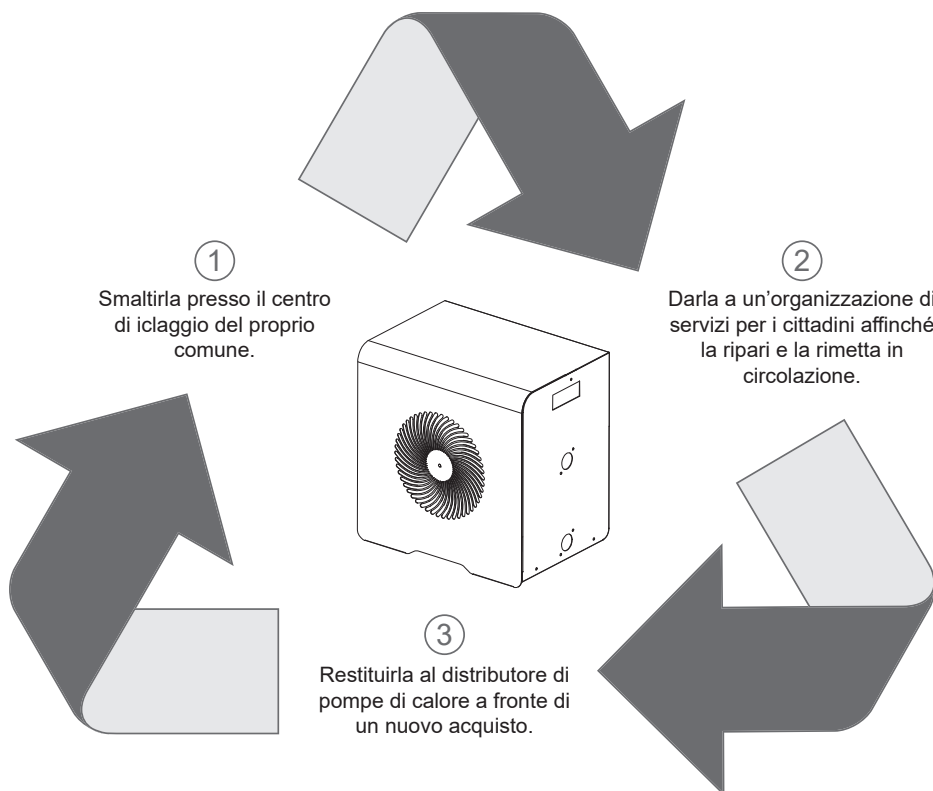 1
Smaltirla presso il centro
di iclaggio del proprio
comune.
2
Darla a un’organizzazione di
servizi per i cittadini affinché
la ripari e la rimetta in
circolazione.
3
Restituirla al distributore di
pompe di calore a fronte di
un nuovo acquisto.